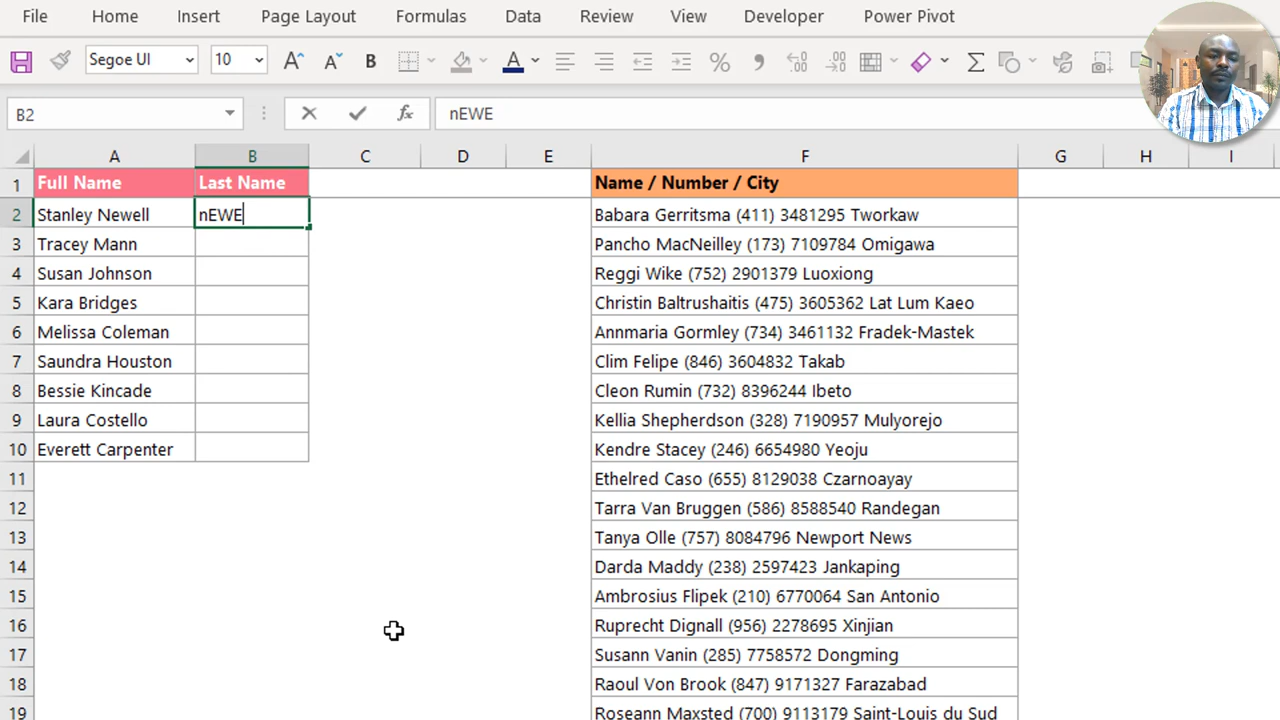 File Home Insert Page Layout Formulas Data Review View Developer Power Pivot
Segoe UI 10 A A B A % 9
B2 fx nEWE
A B C D E F G H I
1 Full Name Last Name Name / Number / City
2 Stanley Newell nEWE Babara Gerritsma (411) 3481295 Tworkaw
3 Tracey Mann Pancho MacNeilley (173) 7109784 Omigawa
4 Susan Johnson Reggi Wike (752) 2901379 Luoxiong
5 Kara Bridges Christin Baltrushaitis (475) 3605362 Lat Lum Kaeo
6 Melissa Coleman Annmaria Gormley (734) 3461132 Fradek-Mastek
7 Saundra Houston Clim Felipe (846) 3604832 Takab
8 Bessie Kincade Cleon Rumin (732) 8396244 Ibeto
9 Laura Costello Kellia Shepherdson (328) 7190957 Mulyorejo
10 Everett Carpenter Kendre Stacey (246) 6654980 Yeoju
11 Ethelred Caso (655) 8129038 Czarnoayay
12 Tarra Van Bruggen (586) 8588540 Randegan
13 Tanya Olle (757) 8084796 Newport News
14 Darda Maddy (238) 2597423 Jankaping
15 Ambrosius Flipek (210) 6770064 San Antonio
16 Ruprecht Dignall (956) 2278695 Xinjian
17 Susann Vanin (285) 7758572 Dongming
18 Raoul Von Brook (847) 9171327 Farazabad
19 Roseann Maxsted (700) 9113179 Saint-Louis du Sud